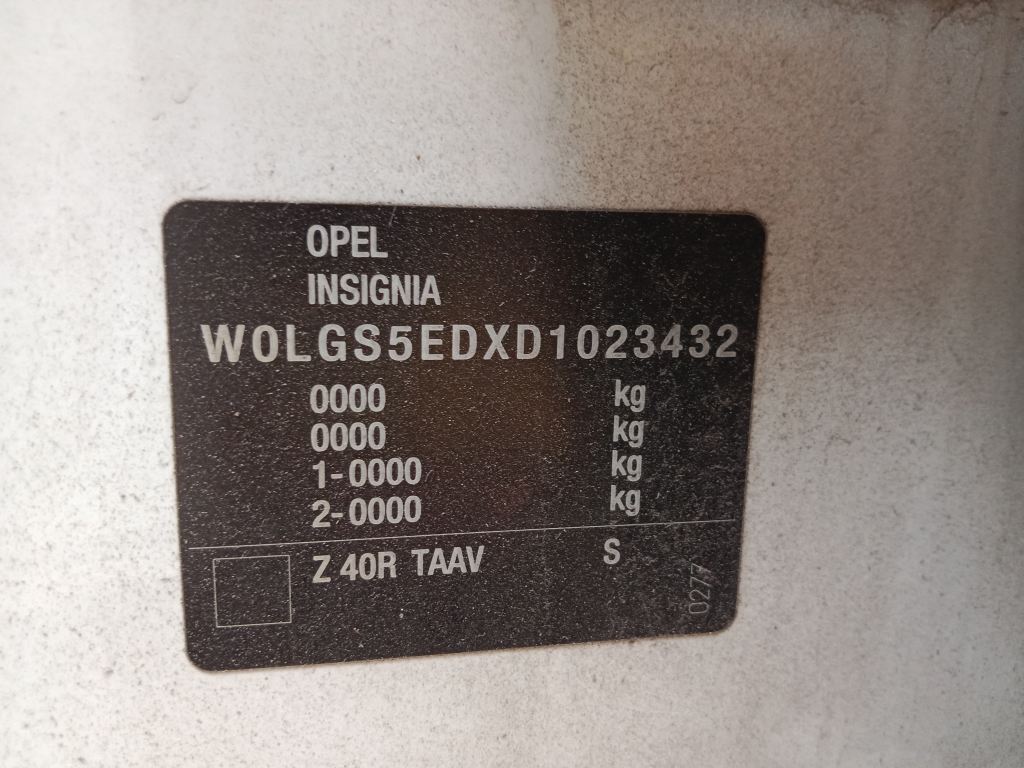 OPEL
INSIGNIA
W0LGS5EDXD1023432
0000 kg
0000 kg
1-0000 kg
2-0000 kg
Z 40R TAAV S
0277